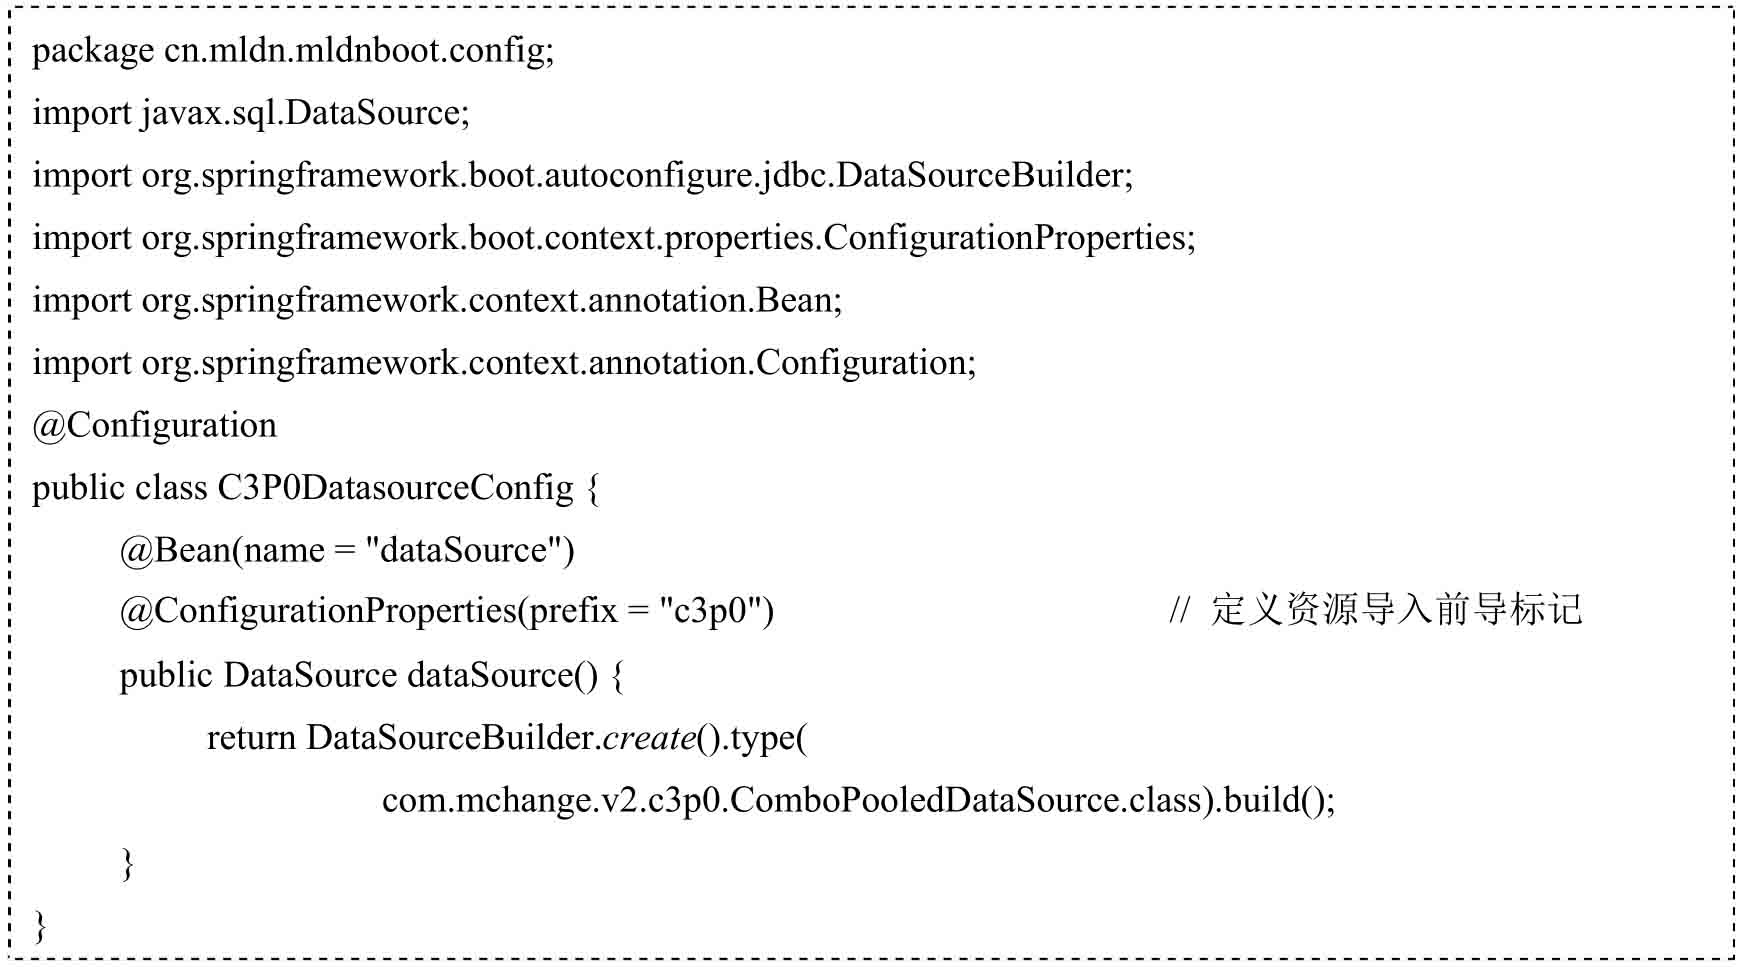 package cn.mldn.mldnboot.config;
import javax.sql.DataSource;
import org.springframework.boot.autoconfigure.jdbc.DataSourceBuilder;
import org.springframework.boot.context.properties.ConfigurationProperties;
import org.springframework.context.annotation.Bean;
import org.springframework.context.annotation.Configuration;
@Configuration
public class C3P0DatasourceConfig {
@Bean(name = "dataSource")
@ConfigurationProperties(prefix = "c3p0") // 定义资源导入前导标记
public DataSource dataSource() {
return DataSourceBuilder.create().type(
com.mchange.v2.c3p0.ComboPooledDataSource.class).build();
}
}